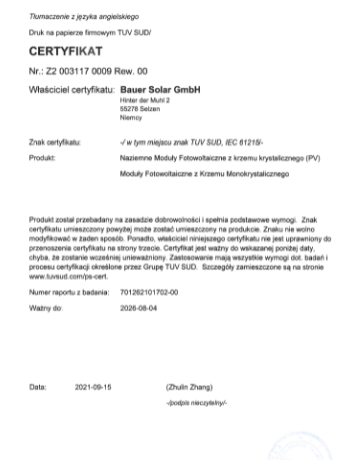 Tłumaczenie z języka angielskiego
Druk na papierze firmowym TUV SUD/
CERTYFIKAT
Nr.: Z2 003117 0009 Rew. 00
Właściciel certyfikatu: Bauer Solar GmbH
Hinter der Muhl 2
55278 Selzen
Niemcy
Znak certyfikatu: -/ w tym miejscu znak TUV SUD, IEC 61215/-
Produkt: Naziemne Moduły Fotowoltaiczne z krzemu krystalicznego (PV)
Moduły Fotowoltaiczne z Krzemu Monokrystalicznego
Produkt został przebadany na zasadzie dobrowolności i spełnia podstawowe wymogi. Znak
certyfikatu umieszczony powyżej może zostać umieszczony na produkcie. Znaku nie wolno
modyfikować w żaden sposób. Ponadto, właściciel niniejszego certyfikatu nie jest uprawniony do
przenoszenia certyfikatu na strony trzecie. Certyfikat jest ważny do wskazanej poniżej daty,
chyba, że zostanie wcześniej unieważniony. Zastosowanie mają wszystkie wymogi dot. badań i
procesu certyfikacji określone przez Grupę TUV SUD. Szczegóły zamieszczone są na stronie
www.tuvsud.com/ps-cert.
Numer raportu z badania: 701262101702-00
Ważny do: 2026-08-04
Data: 2021-09-15 (Zhulin Zhang)
-/podpis nieczytelny/-